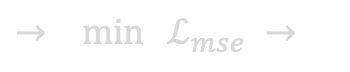 → min ℒ_mse →